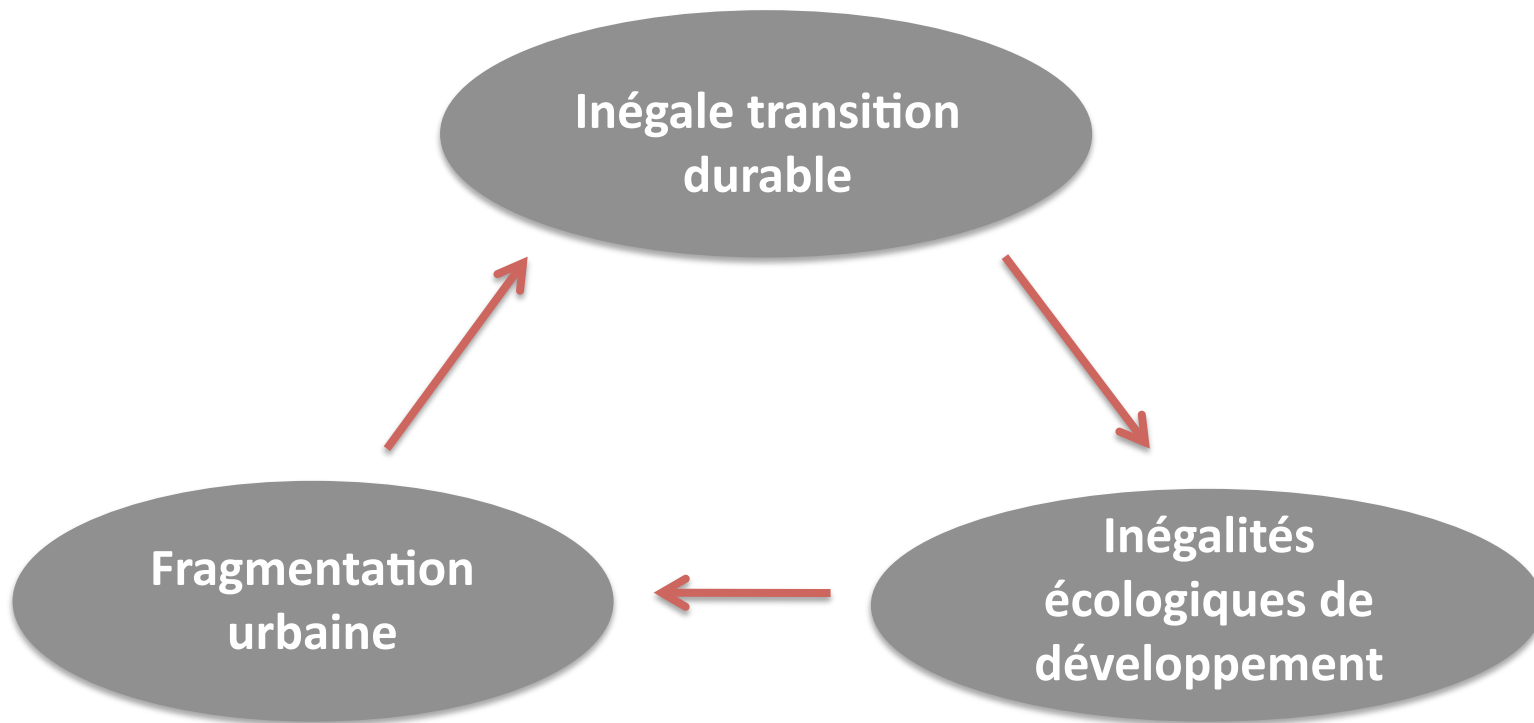 Inégale transition
durable
Fragmentation
urbaine
Inégalités
écologiques de
développement